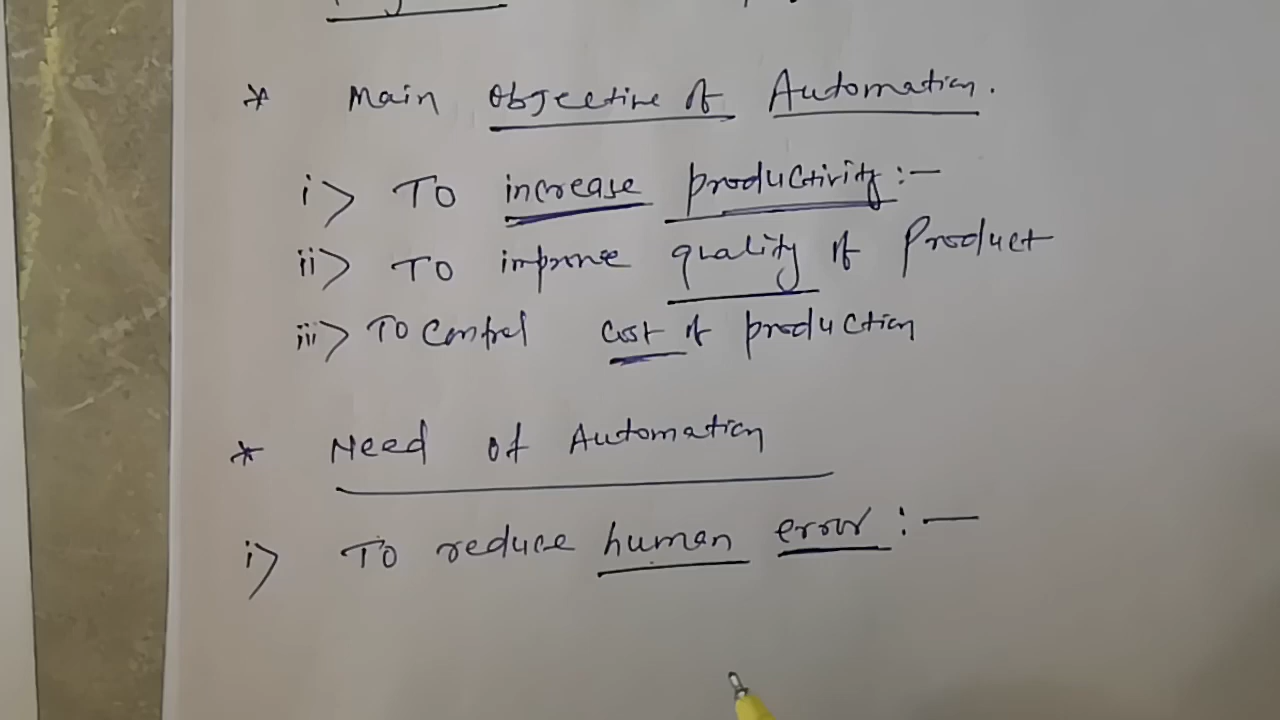 * Main Objective of Automation.
i> To increase productivity :-
ii> To improve quality of Product
iii> To Control Cost of production
* Need of Automation
i> To reduce human error :-